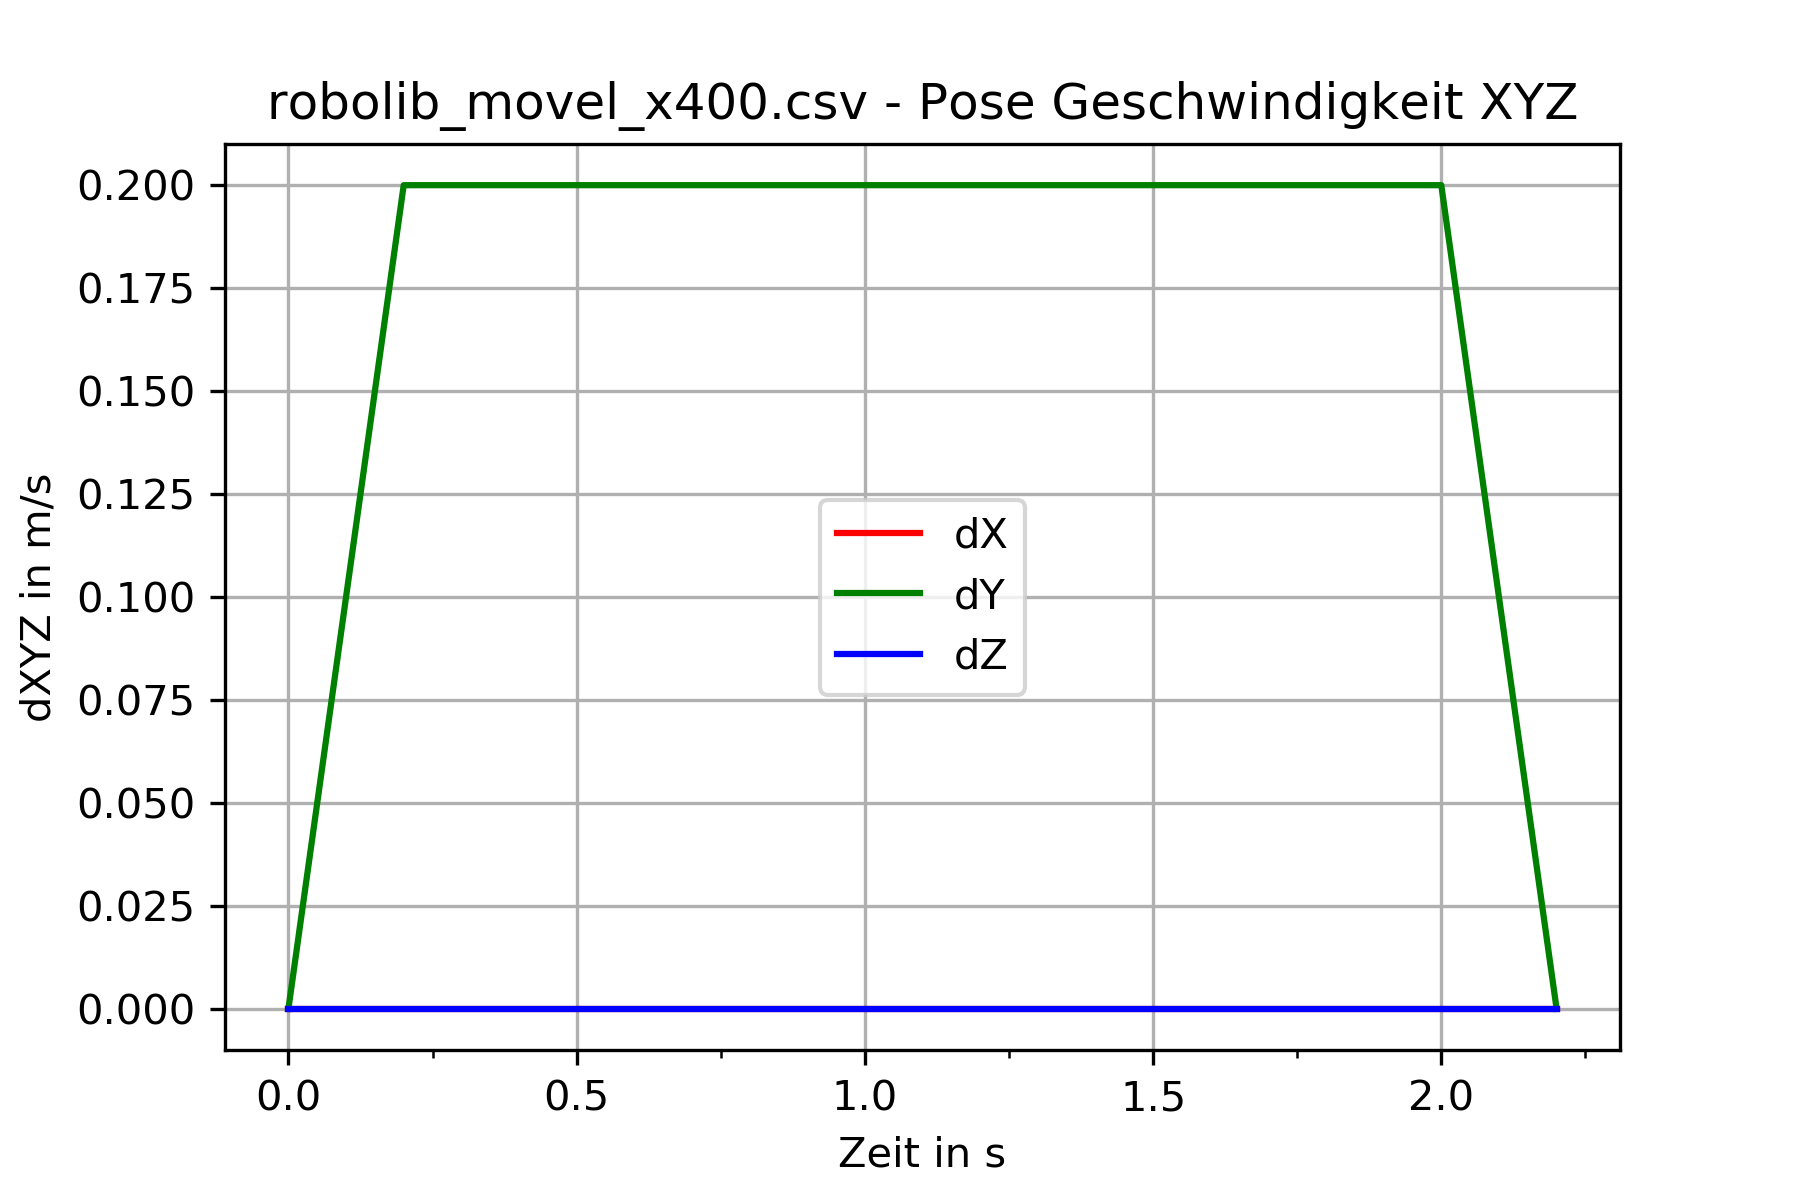 robolib_movel_x400.csv - Pose Geschwindigkeit XYZ
0.200
0.175
0.150
0.125
0.100
0.075
0.050
0.025
0.000
dXYZ in m/s
dX
dY
dZ
0.0 0.5 1.0 1.5 2.0
Zeit in s